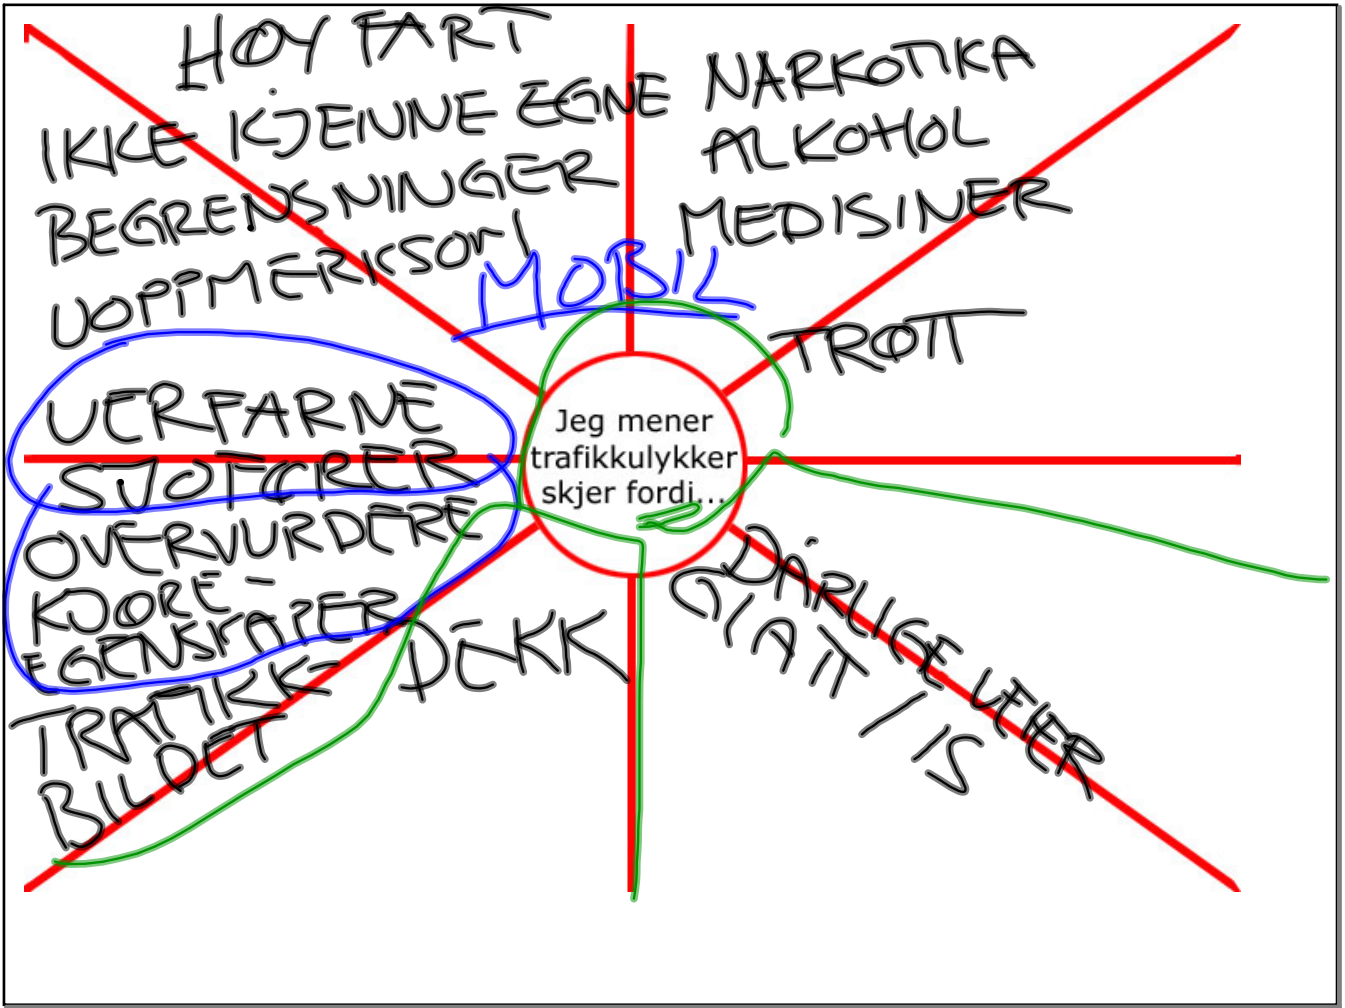 HØY FART
IKKE KJENNE EGNE
BEGRENSNINGER
UOPPMERKSOM
MOBIL
NARKOTIKA
ALKOHOL
MEDISINER
TRØTT
UERFARNE
SJÅFØRER
OVERVURDERE
KJØRE-
EGENSKAPER
TRAFIKK-
BILDET
Jeg mener
trafikkulykker
skjer fordi...
DEKK
DÅRLIGE VEIER
GLATT / IS